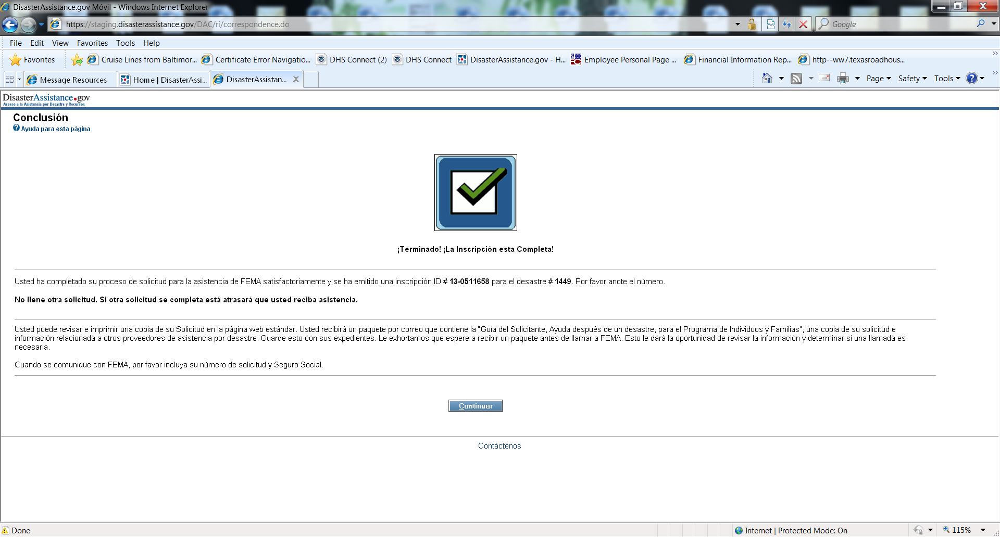 DisasterAssistance.gov Móvil - Windows Internet Explorer
https://staging.disasterassistance.gov/DAC/ri/correspondence.do
Google
File Edit View Favorites Tools Help
Favorites Cruise Lines from Baltimor... Certificate Error Navigatio... DHS Connect (2) DHS Connect DisasterAssistance.gov - H... Employee Personal Page ... Financial Information Rep... http--ww7.texasroadhous...
Message Resources Home | DisasterAssi... DisasterAssistan... Page Safety Tools
DisasterAssistance.gov
Acceso a la Asistencia por Desastre y Recursos
Conclusión
Ayuda para esta página
¡Terminado! ¡La Inscripción esta Completa!
Usted ha completado su proceso de solicitud para la asistencia de FEMA satisfactoriamente y se ha emitido una inscripción ID # 13-0511658 para el desastre # 1449. Por favor anote el número.
No llene otra solicitud. Si otra solicitud se completa está atrasará que usted reciba asistencia.
Usted puede revisar e imprimir una copia de su Solicitud en la página web estándar. Usted recibirá un paquete por correo que contiene la "Guía del Solicitante, Ayuda después de un desastre, para el Programa de Individuos y Familias", una copia de su solicitud e
información relacionada a otros proveedores de asistencia por desastre. Guarde esto con sus expedientes. Le exhortamos que espere a recibir un paquete antes de llamar a FEMA. Esto le dará la oportunidad de revisar la información y determinar si una llamada es
necesaria.
Cuando se comunique con FEMA, por favor incluya su número de solicitud y Seguro Social.
Continuar
Contáctenos
Done
Internet | Protected Mode: On
115%